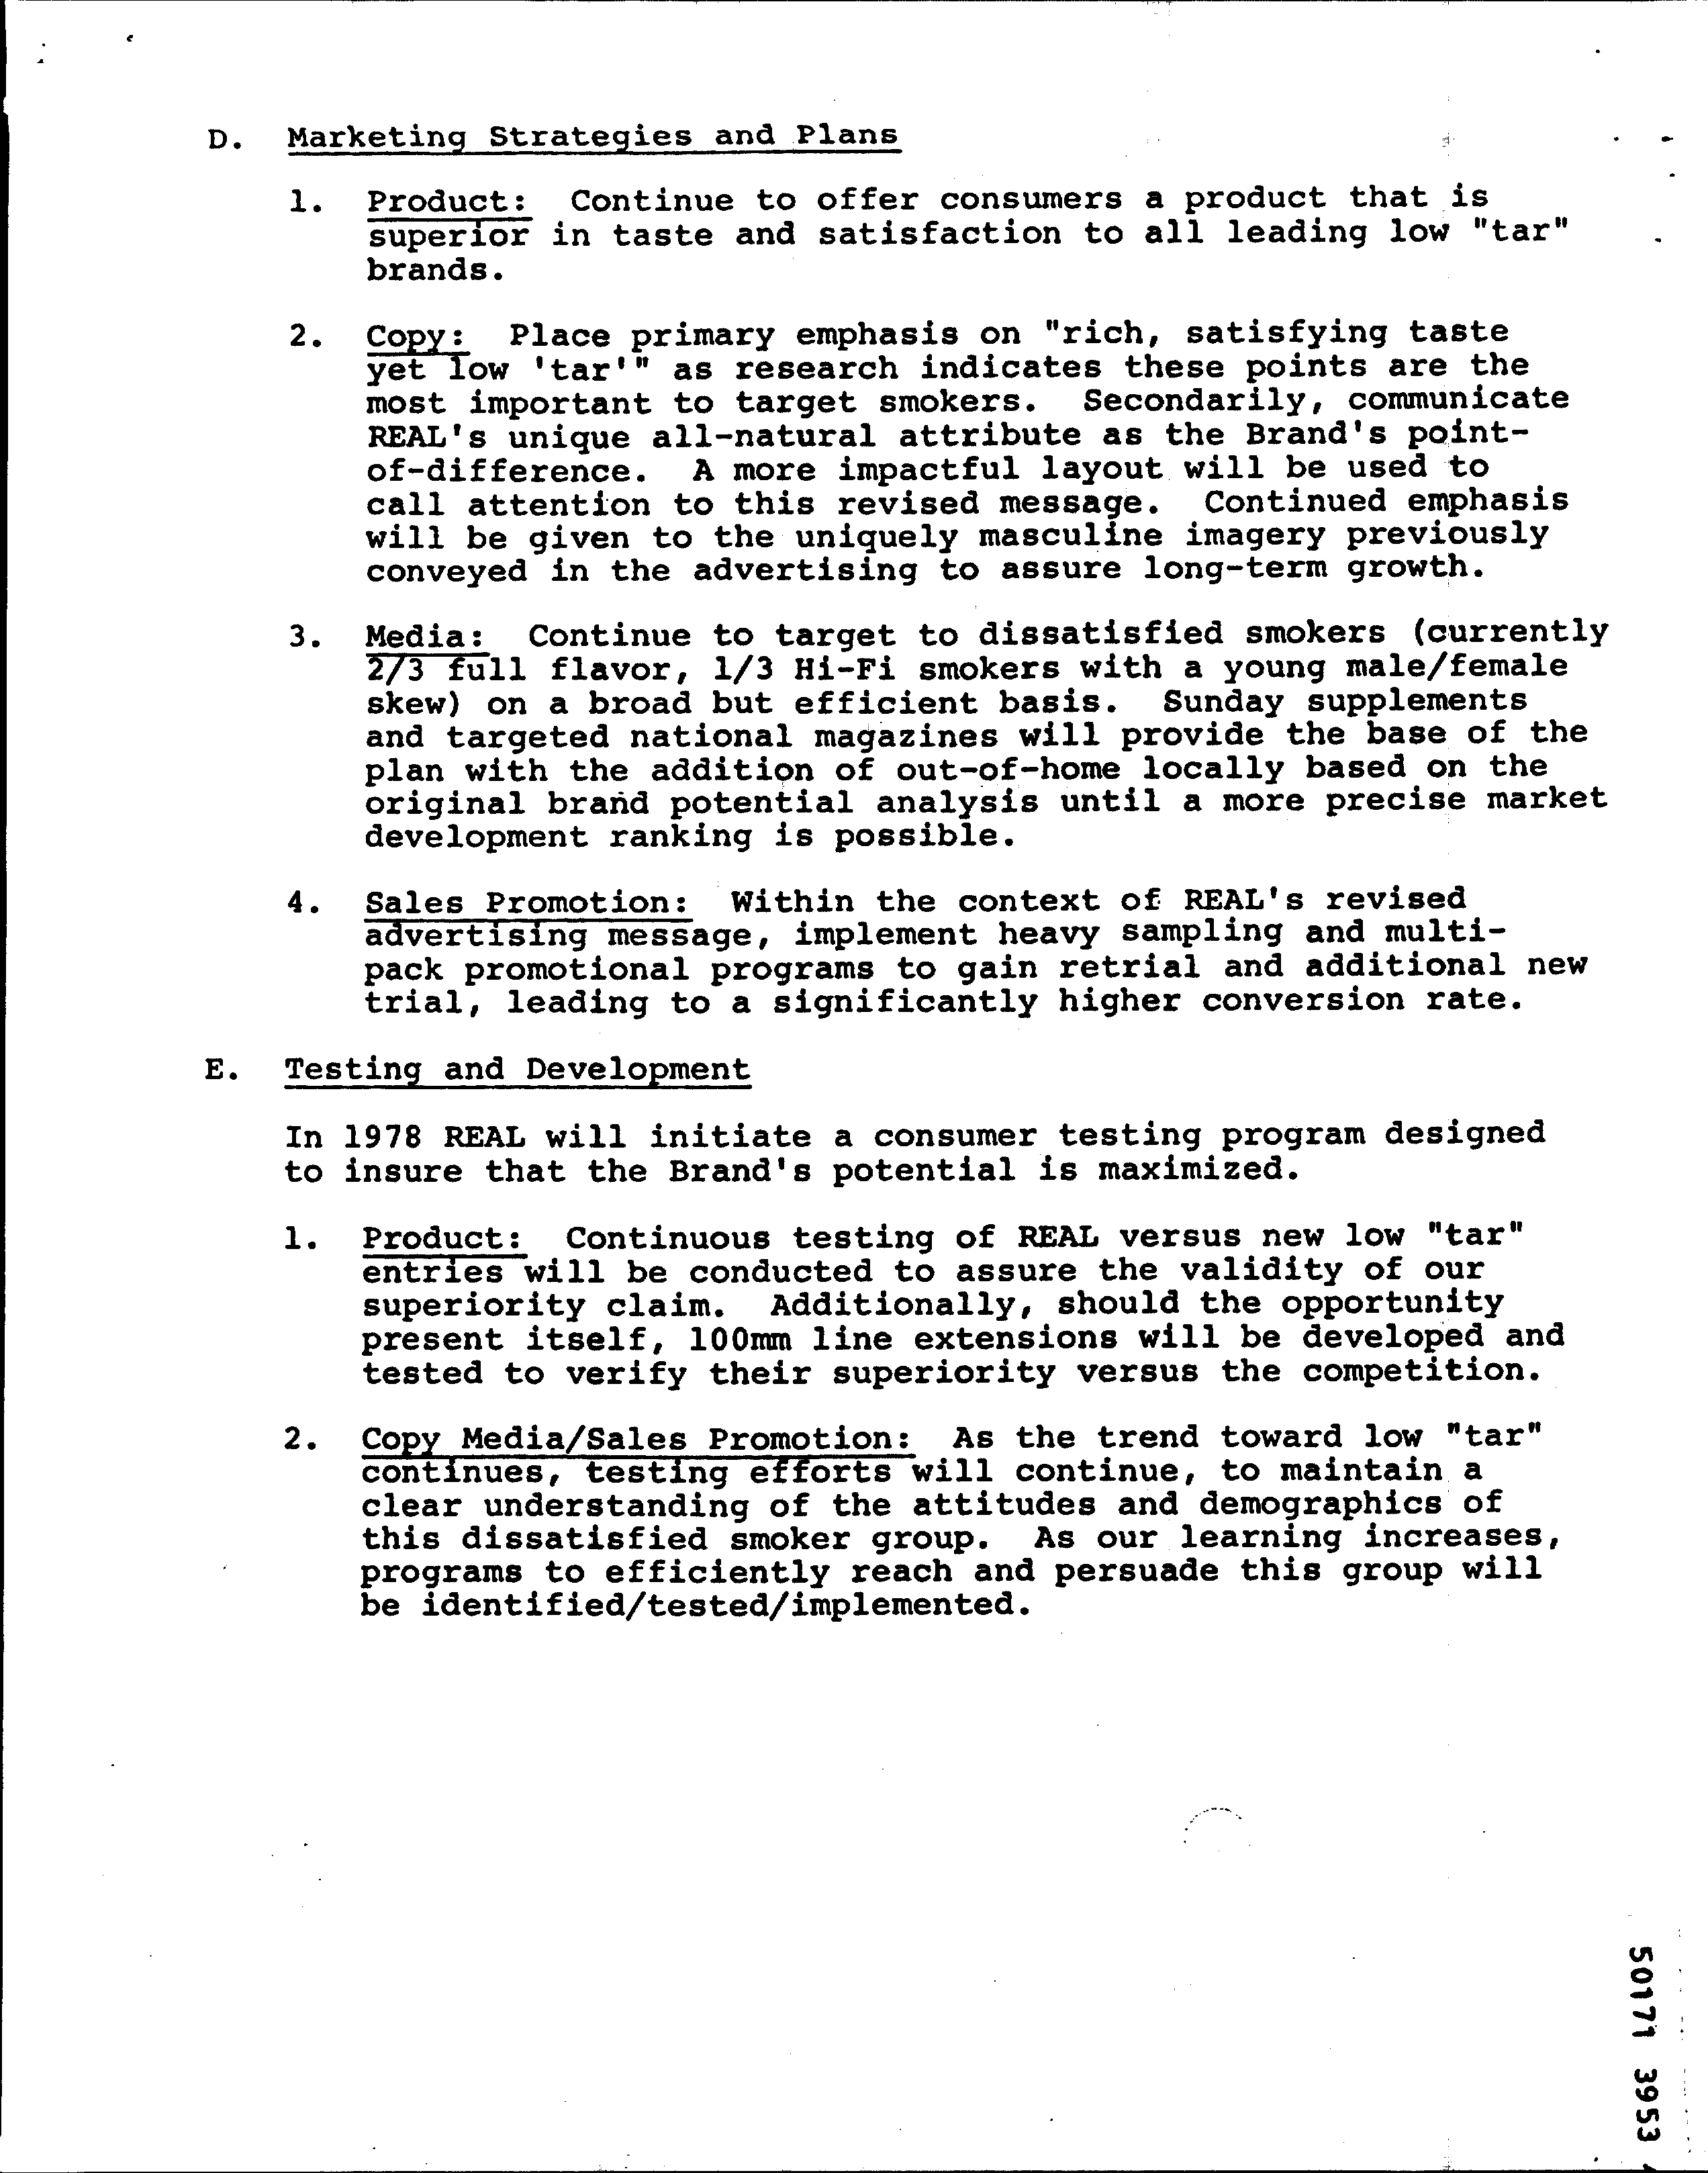 D. Marketing Strategies and Plans
1. Product: Continue to offer consumers a product that is
superior in taste and satisfaction to all leading low "tar"
brands.
2. Copy: Place primary emphasis on "rich, satisfying taste
yet low 'tar'" as research indicates these points are the
most important to target smokers. Secondarily, communicate
REAL's unique all-natural attribute as the Brand's point-
of-difference. A more impactful layout will be used to
call attention to this revised message. Continued emphasis
will be given to the uniquely masculine imagery previously
conveyed in the advertising to assure long-term growth.
3. Media: Continue to target to dissatisfied smokers (currently
2/3 full flavor, 1/3 Hi-Fi smokers with a young male/female
skew) on a broad but efficient basis. Sunday supplements
and targeted national magazines will provide the base of the
plan with the addition of out-of-home locally based on the
original brand potential analysis until a more precise market
development ranking is possible.
4. Sales Promotion: Within the context of REAL's revised
advertising message, implement heavy sampling and multi-
pack promotional programs to gain retrial and additional new
trial, leading to a significantly higher conversion rate.
E. Testing and Development
In 1978 REAL will initiate a consumer testing program designed
to insure that the Brand's potential is maximized.
1. Product: Continuous testing of REAL versus new low "tar"
entries will be conducted to assure the validity of our
superiority claim. Additionally, should the opportunity
present itself, 100mm line extensions will be developed and
tested to verify their superiority versus the competition.
2. Copy Media/Sales Promotion: As the trend toward low "tar"
continues, testing efforts will continue, to maintain a
clear understanding of the attitudes and demographics of
this dissatisfied smoker group. As our learning increases,
programs to efficiently reach and persuade this group will
be identified/tested/implemented.
50171 3953